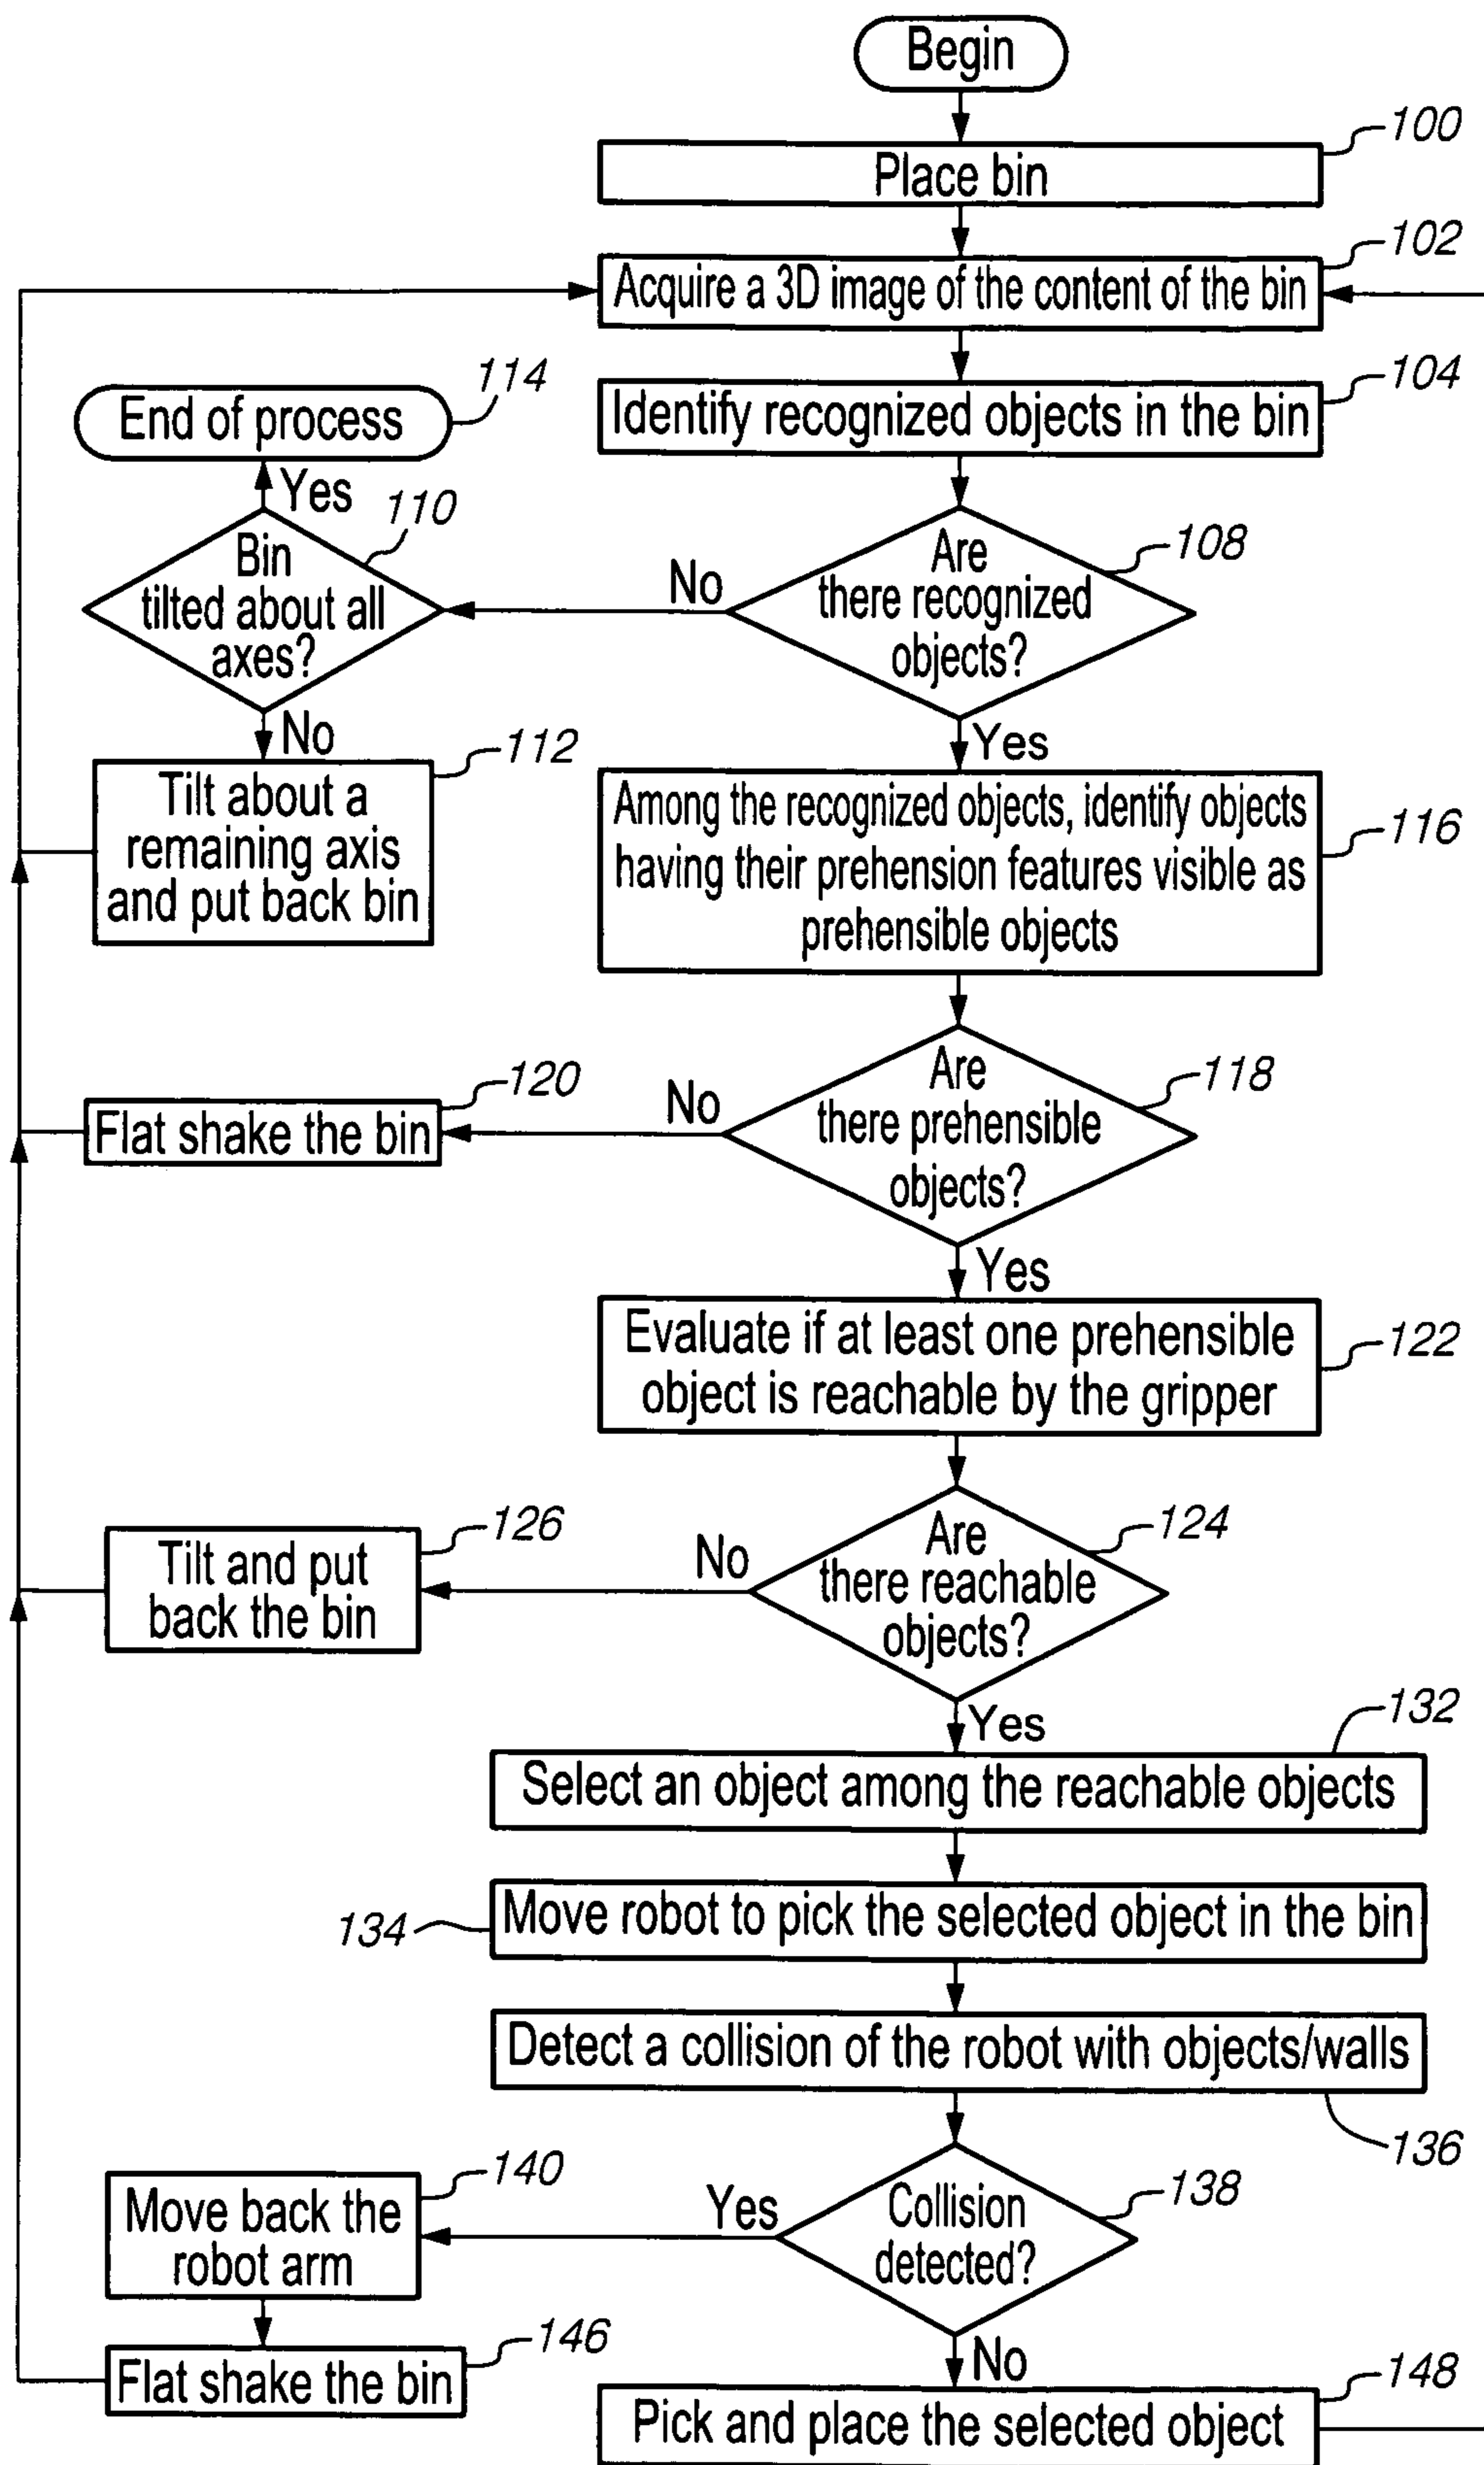 Begin
100
Place bin
102
Acquire a 3D image of the content of the bin
104
Identify recognized objects in the bin
114
End of process
Yes
110
Bin
tilted about all
axes?
No
108
Are
there recognized
objects?
No
112
Tilt about a
remaining axis
and put back bin
Yes
Among the recognized objects, identify objects
having their prehension features visible as
prehensible objects
116
118
Are
there prehensible
objects?
No
120
Flat shake the bin
Yes
Evaluate if at least one prehensible
object is reachable by the gripper
122
124
Are
there reachable
objects?
No
126
Tilt and put
back the bin
Yes
132
Select an object among the reachable objects
134
Move robot to pick the selected object in the bin
Detect a collision of the robot with objects/walls
136
138
Collision
detected?
Yes
140
Move back the
robot arm
146
Flat shake the bin
No
148
Pick and place the selected object